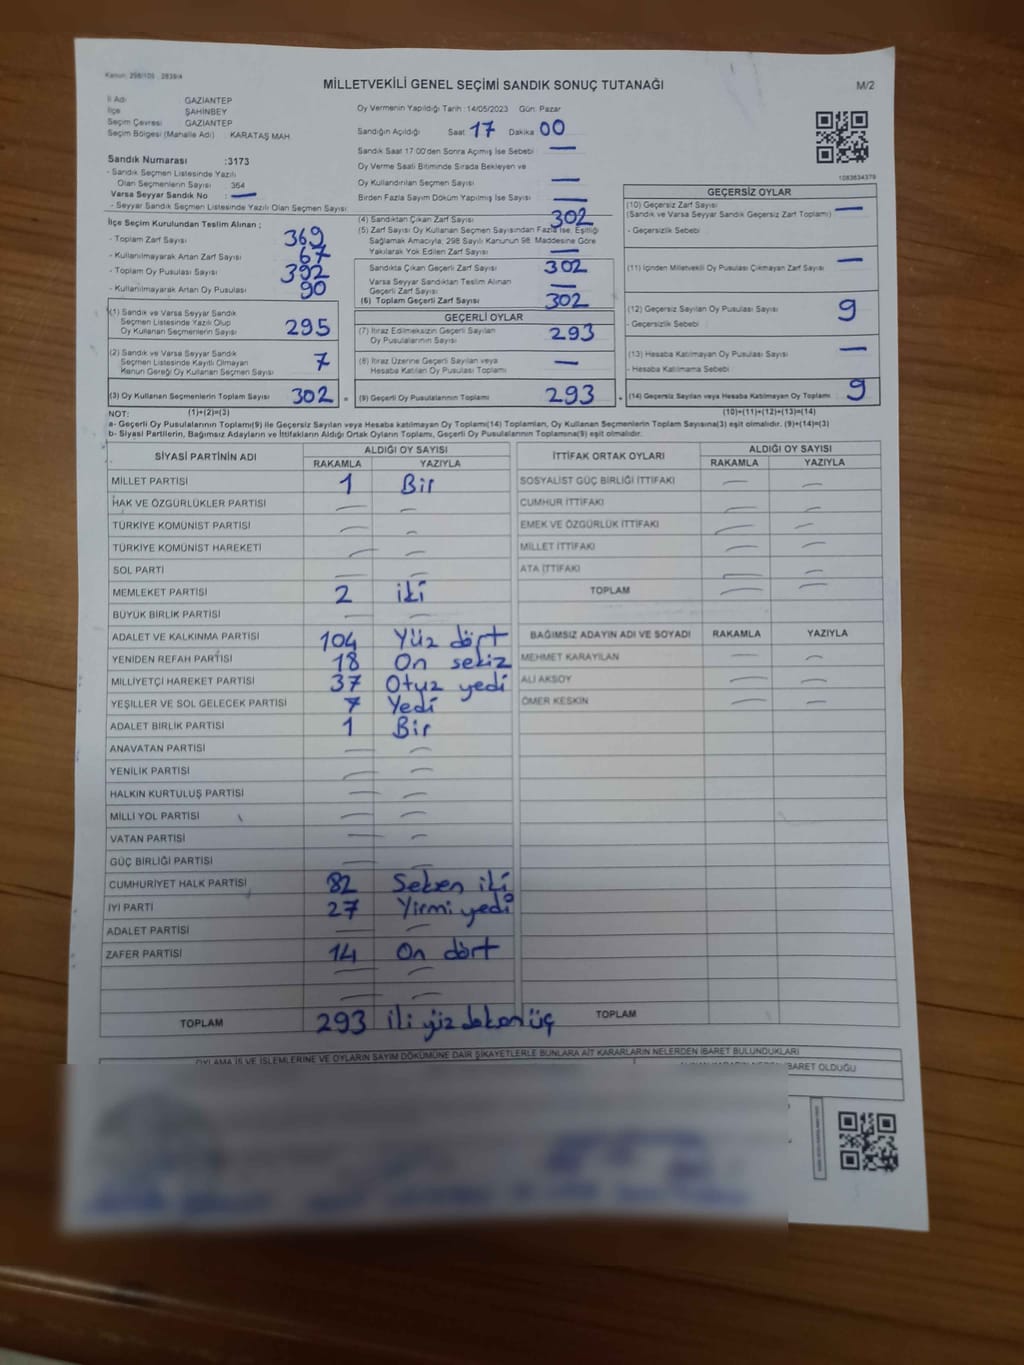 Kanun: 298/105 , 2839/4
MİLLETVEKİLİ GENEL SEÇİMİ SANDIK SONUÇ TUTANAĞI
M/2
İl Adı GAZİANTEP
İlçe ŞAHİNBEY
Seçim Çevresi GAZİANTEP
Seçim Bölgesi (Mahalle Adı) KARATAŞ MAH
Sandık Numarası :3173
- Sandık Seçmen Listesinde Yazılı
Olan Seçmenlerin Sayısı : 364
Varsa Seyyar Sandık No : —
- Seyyar Sandık Seçmen Listesinde Yazılı Olan Seçmen Sayısı
Oy Vermenin Yapıldığı Tarih :14/05/2023 Gün: Pazar
Sandığın Açıldığı Saat 17 Dakika 00
Sandık Saat 17:00'den Sonra Açımış İse Sebebi —
Oy Verme Saati Bitiminde Sırada Bekleyen ve
Oy Kullandırılan Seçmen Sayısı —
Birden Fazla Sayım Döküm Yapılmış İse Sayısı —
1083634379
İlçe Seçim Kurulundan Teslim Alınan ;
- Toplam Zarf Sayısı 369
- Kullanılmayarak Artan Zarf Sayısı 67
- Toplam Oy Pusulası Sayısı 392
- Kullanılmayarak Artan Oy Pusulası 90
(4) Sandıktan Çıkan Zarf Sayısı 302
(5) Zarf Sayısı Oy Kullanan Seçmen Sayısından Fazla İse, Eşitliği
Sağlamak Amacıyla; 298 Sayılı Kanunun 98. Maddesine Göre
Yakılarak Yok Edilen Zarf Sayısı —
Sandıkta Çıkan Geçerli Zarf Sayısı 302
Varsa Seyyar Sandıktan Teslim Alınan
Geçerli Zarf Sayısı —
(6) Toplam Geçerli Zarf Sayısı 302
GEÇERSİZ OYLAR
(10) Geçersiz Zarf Sayısı —
(Sandık ve Varsa Seyyar Sandık Geçersiz Zarf Toplamı)
- Geçersizlik Sebebi
(11) İçinden Milletvekili Oy Pusulası Çıkmayan Zarf Sayısı —
(12) Geçersiz Sayılan Oy Pusulası Sayısı 9
- Geçersizlik Sebebi
(13) Hesaba Katılmayan Oy Pusulası Sayısı —
- Hesaba Katılmama Sebebi
(14) Geçersiz Sayılan veya Hesaba Katılmayan Oy Toplamı 9
(10)+(11)+(12)+(13)=(14)
(1) Sandık ve Varsa Seyyar Sandık
Seçmen Listesinde Yazılı Olup
Oy Kullanan Seçmenlerin Sayısı 295
(2) Sandık ve Varsa Seyyar Sandık
Seçmen Listesinde Kayıtlı Olmayan
Kanun Gereği Oy Kullanan Seçmen Sayısı 7
(3) Oy Kullanan Seçmenlerin Toplam Sayısı 302
(1)+(2)=(3)
GEÇERLİ OYLAR
(7) İtiraz Edilmeksizin Geçerli Sayılan
Oy Pusulalarının Sayısı 293
(8) İtiraz Üzerine Geçerli Sayılan veya
Hesaba Katılan Oy Pusulası Toplamı —
(9) Geçerli Oy Pusulalarının Toplamı 293
NOT:
a- Geçerli Oy Pusulalarının Toplamı(9) ile Geçersiz Sayılan veya Hesaba katılmayan Oy Toplamı(14) Toplamları, Oy Kullanan Seçmenlerin Toplam Sayısına(3) eşit olmalıdır. (9)+(14)=(3)
b- Siyasi Partilerin, Bağımsız Adayların ve İttifakların Aldığı Ortak Oyların Toplamı, Geçerli Oy Pusulalarının Toplamına(9) eşit olmalıdır.
SİYASİ PARTİNİN ADI ALDIĞI OY SAYISI
RAKAMLA YAZIYLA
MİLLET PARTİSİ 1 Bir
HAK VE ÖZGÜRLÜKLER PARTİSİ — —
TÜRKİYE KOMÜNİST PARTİSİ — —
TÜRKİYE KOMÜNİST HAREKETİ — —
SOL PARTİ — —
MEMLEKET PARTİSİ 2 iki
BÜYÜK BİRLİK PARTİSİ — —
ADALET VE KALKINMA PARTİSİ 104 Yüz dört
YENİDEN REFAH PARTİSİ 18 On sekiz
MİLLİYETÇİ HAREKET PARTİSİ 37 Otuz yedi
YEŞİLLER VE SOL GELECEK PARTİSİ 7 Yedi
ADALET BİRLİK PARTİSİ 1 Bir
ANAVATAN PARTİSİ — —
YENİLİK PARTİSİ — —
HALKIN KURTULUŞ PARTİSİ — —
MİLLİ YOL PARTİSİ — —
VATAN PARTİSİ — —
GÜÇ BİRLİĞİ PARTİSİ — —
CUMHURİYET HALK PARTİSİ 82 Seksen iki
İYİ PARTİ 27 Yirmi yedi
ADALET PARTİSİ — —
ZAFER PARTİSİ 14 On dört
— —
— —
TOPLAM 293 iki yüz doksan üç
İTTİFAK ORTAK OYLARI ALDIĞI OY SAYISI
RAKAMLA YAZIYLA
SOSYALİST GÜÇ BİRLİĞİ İTTİFAKI — —
CUMHUR İTTİFAKI — —
EMEK VE ÖZGÜRLÜK İTTİFAKI — —
MİLLET İTTİFAKI — —
ATA İTTİFAKI — —
TOPLAM — —
BAĞIMSIZ ADAYIN ADI VE SOYADI RAKAMLA YAZIYLA
MEHMET KARAYILAN — —
ALİ AKSOY — —
ÖMER KESKİN — —
TOPLAM
OYLAMA İŞ VE İŞLEMLERİNE VE OYLARIN SAYIM DÖKÜMÜNE DAİR ŞİKAYETLERLE BUNLARA AİT KARARLARIN NELERDEN İBARET BULUNDUKLARI
İBARET OLDUĞU